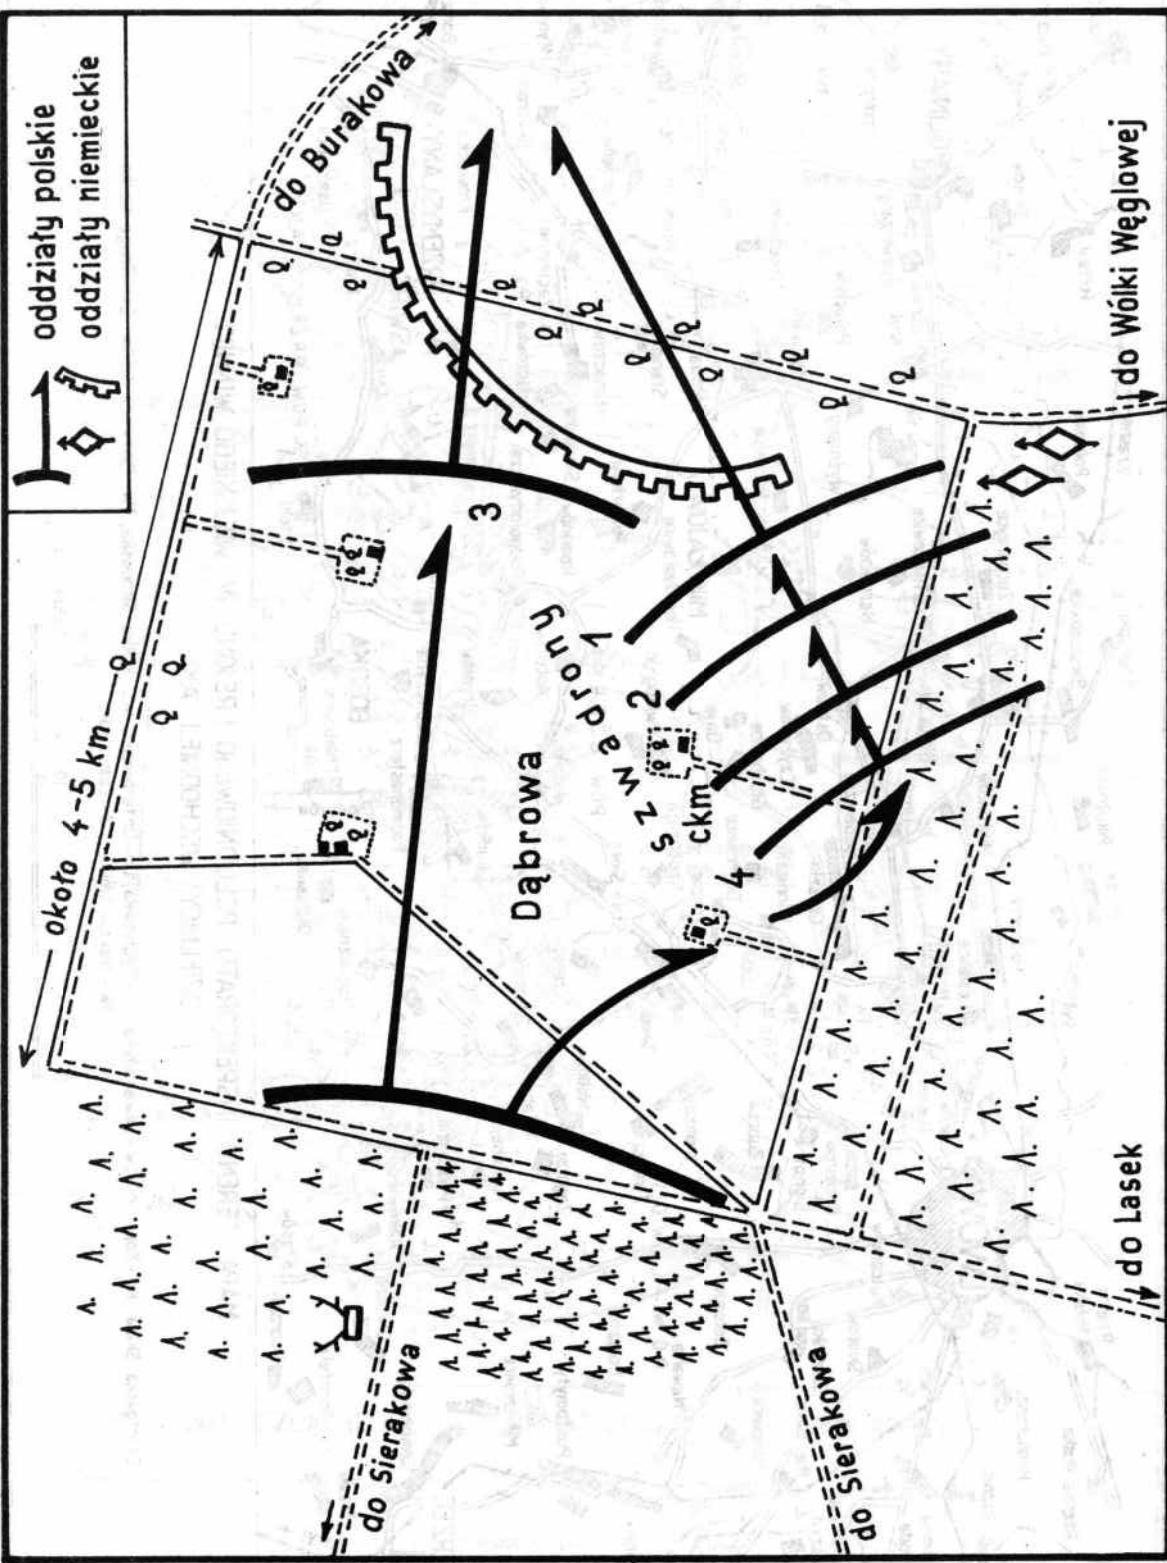 oddziały polskie
oddziały niemieckie
około 4-5 km
do Burakowa
3
szwadrony
1
2
ckm
4
Dąbrowa
do Sierakowa
do Sierakowa
do Wólki Węglowej
do Lasek